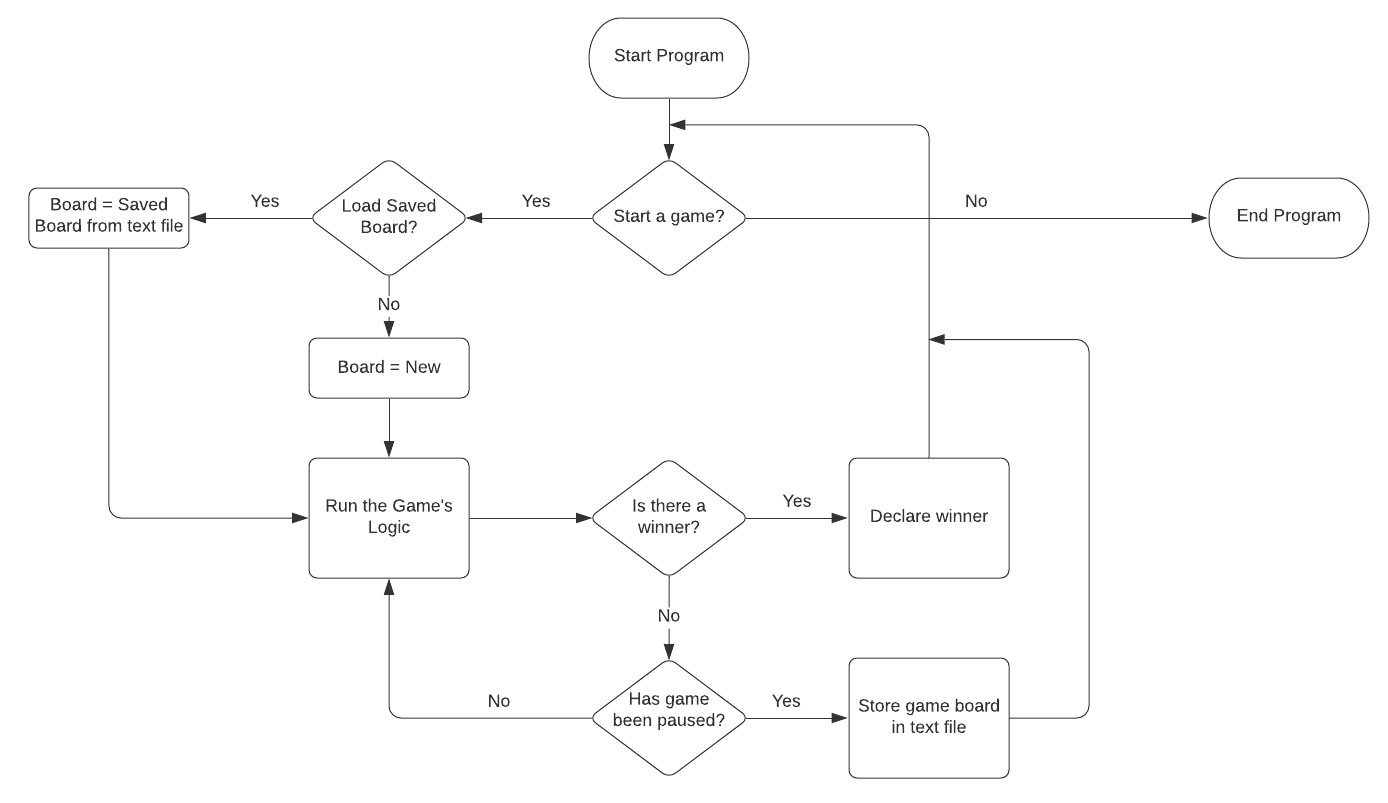 Start Program
Board = Saved
Board from text file
Yes
Load Saved
Board?
Yes
Start a game?
No
End Program
No
Board = New
Run the Game's
Logic
Is there a
winner?
Yes
Declare winner
No
No
Has game
been paused?
Yes
Store game board
in text file